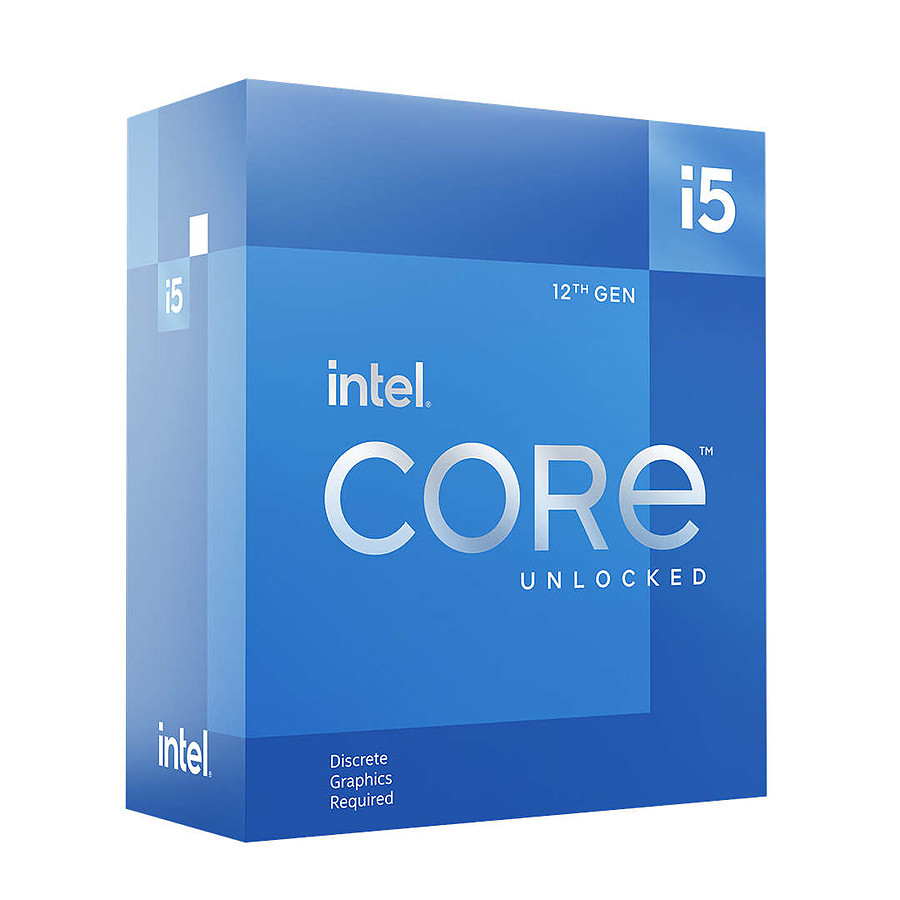 i5
12TH GEN
intel®
CORE™
UNLOCKED
Discrete
Graphics
Required
i5
intel®